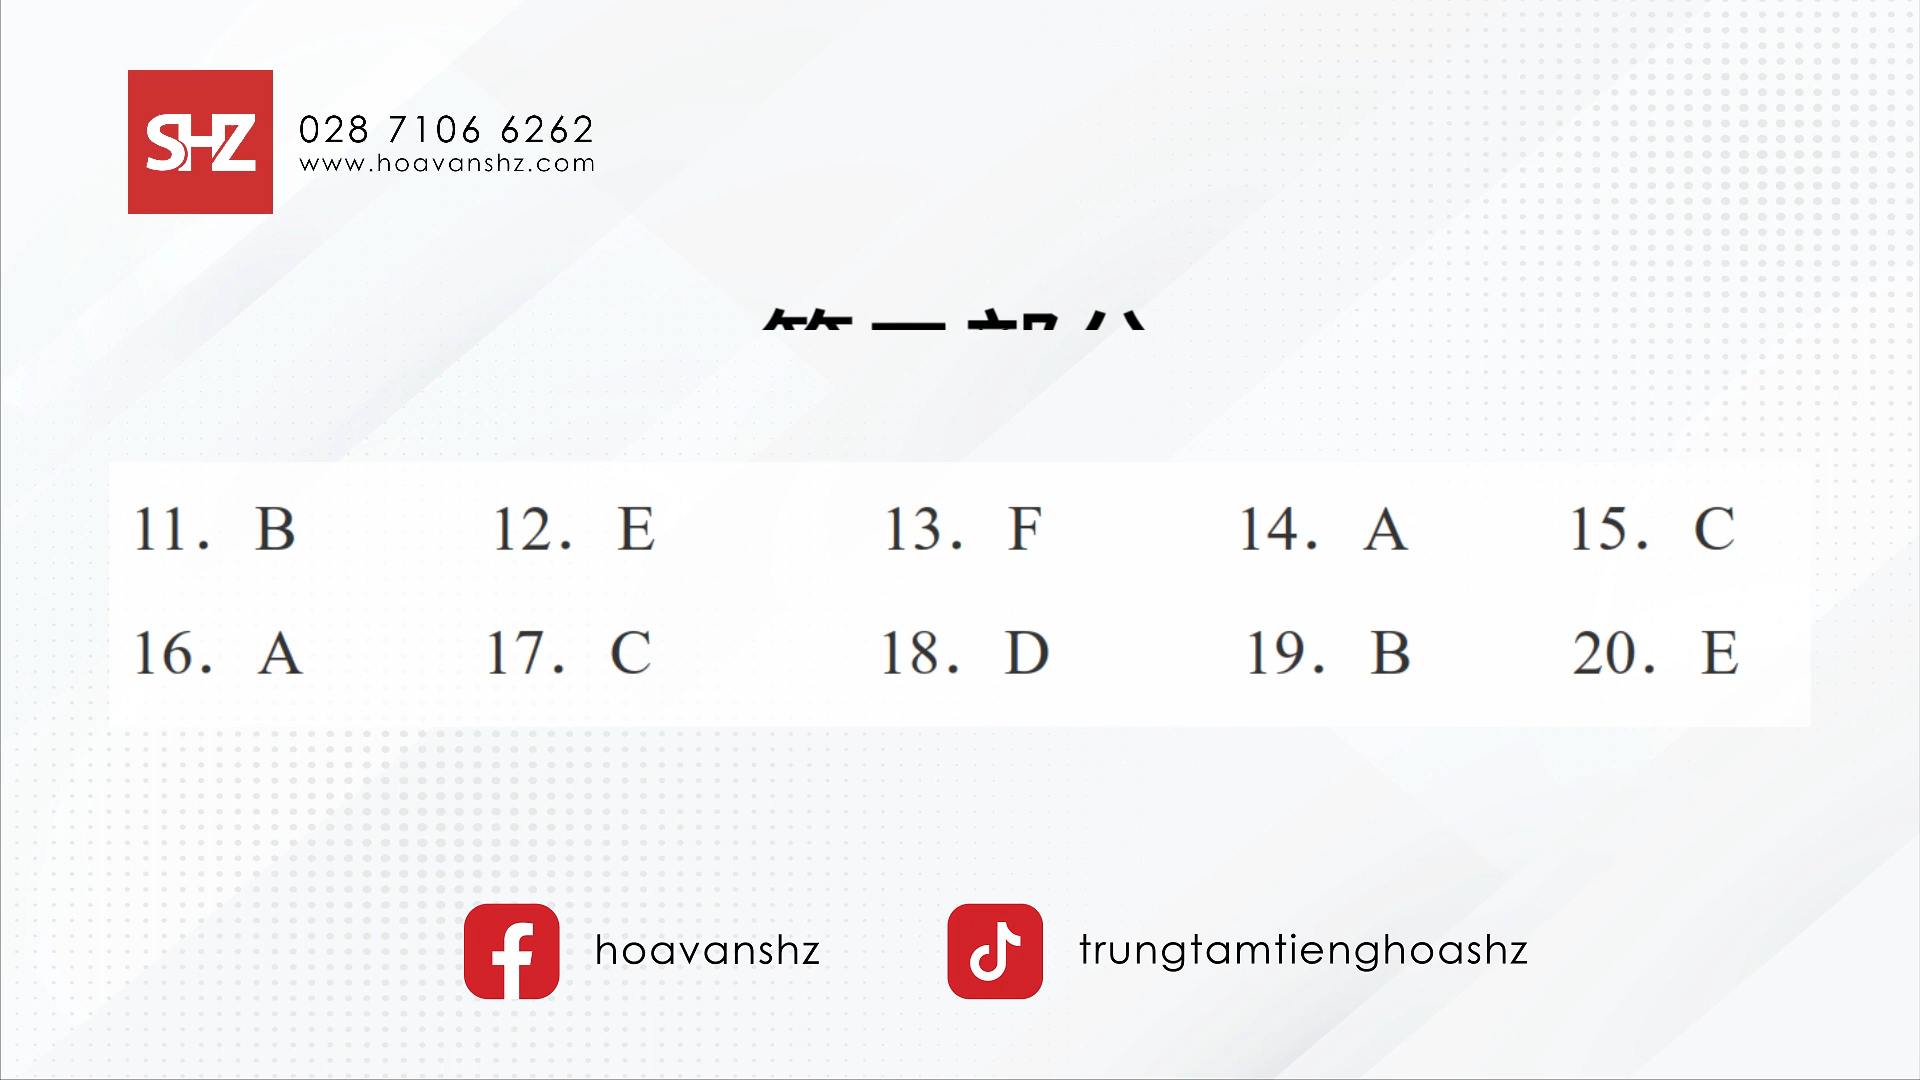 SHZ
028 7106 6262
www.hoavanshz.com
11. B 12. E 13. F 14. A 15. C
16. A 17. C 18. D 19. B 20. E
hoavanshz
trungtamtienghoashz